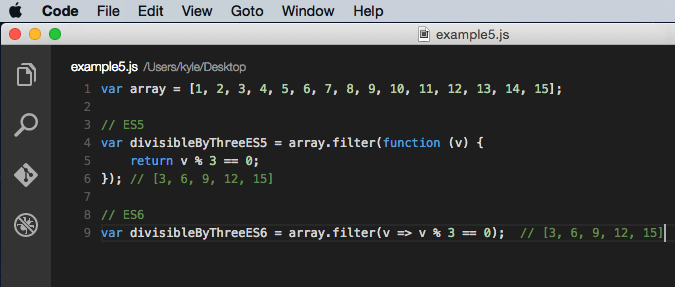 Code File Edit View Goto Window Help
example5.js
example5.js /Users/kyle/Desktop
1 var array = [1, 2, 3, 4, 5, 6, 7, 8, 9, 10, 11, 12, 13, 14, 15];
2
3 // ES5
4 var divisibleByThreeES5 = array.filter(function (v) {
5     return v % 3 == 0;
6 }); // [3, 6, 9, 12, 15]
7
8 // ES6
9 var divisibleByThreeES6 = array.filter(v => v % 3 == 0);  // [3, 6, 9, 12, 15]